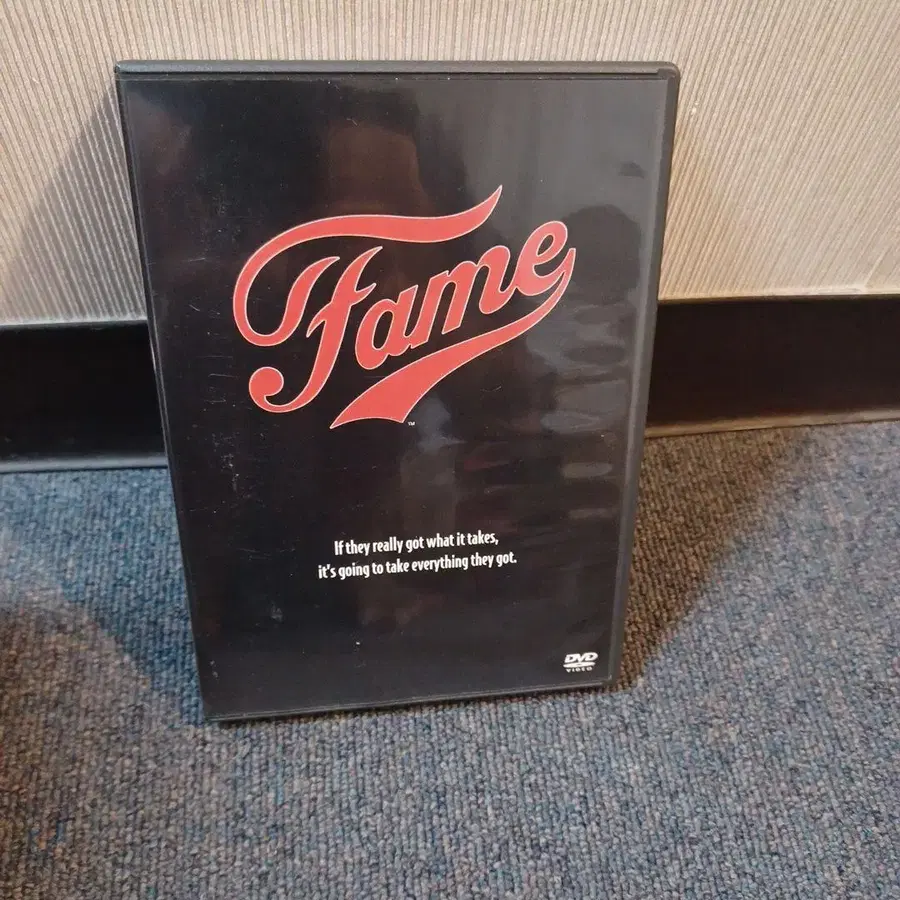 Fame
™
If they really got what it takes,
it's going to take everything they got.
DVD
VIDEO